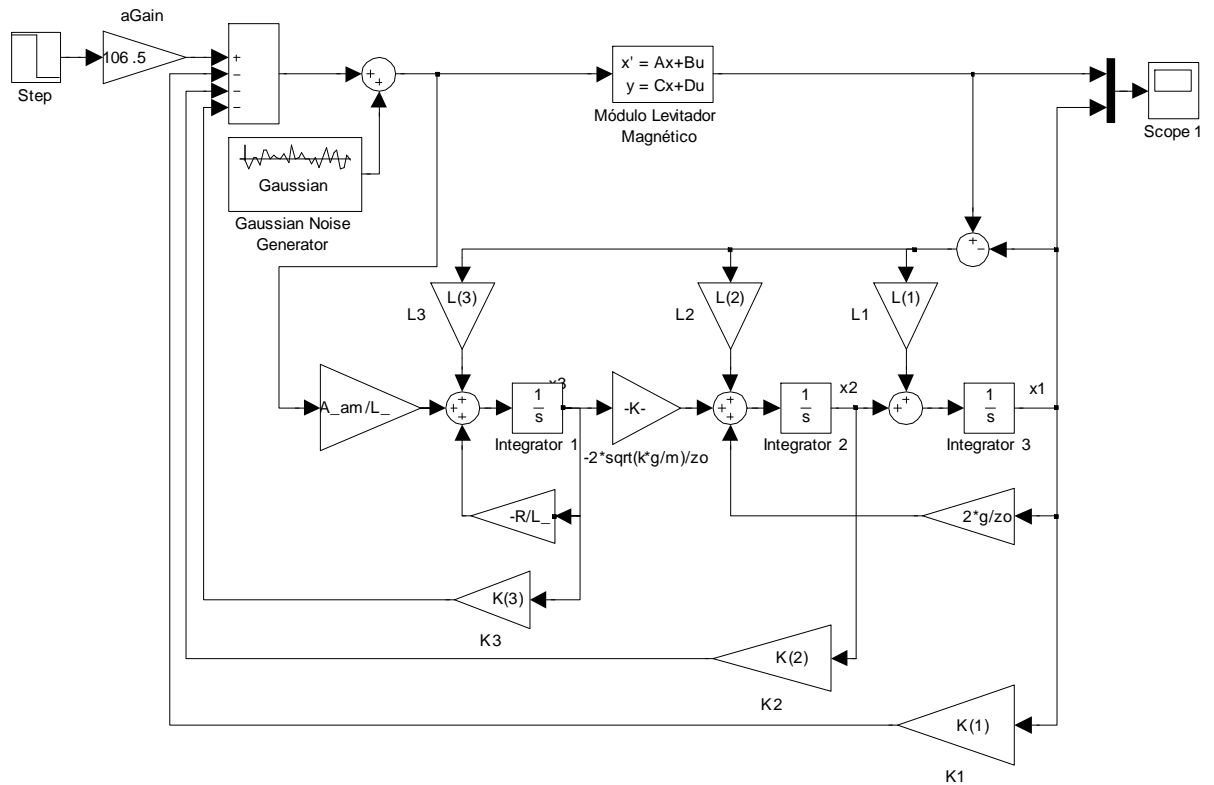 aGain
106 .5
Step
+
−
−
−
+
+
x' = Ax+Bu
y = Cx+Du
Módulo Levitador
Magnético
Scope 1
Gaussian
Gaussian Noise
Generator
+
−
L(3)
L3
L(2)
L2
L(1)
L1
A_am/L_
+
+
+
1
s
x3
Integrator 1
-K-
-2*sqrt(k*g/m)/zo
+
+
+
1
s
x2
Integrator 2
+
+
1
s
x1
Integrator 3
-R/L_
2*g/zo
K(3)
K3
K(2)
K2
K(1)
K1